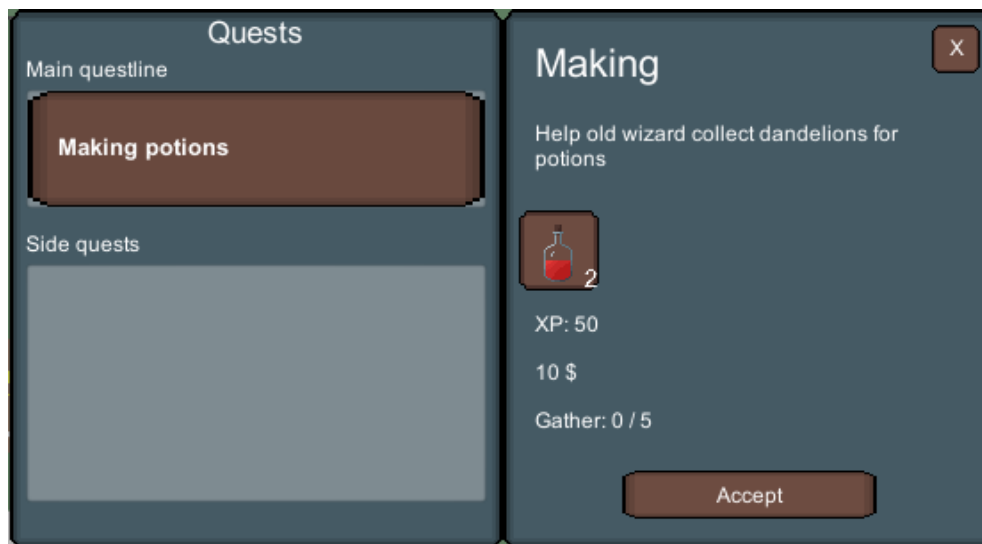 Quests
Main questline
Making potions
Side quests
X
Making
Help old wizard collect dandelions for
potions
2
XP: 50
10 $
Gather: 0 / 5
Accept